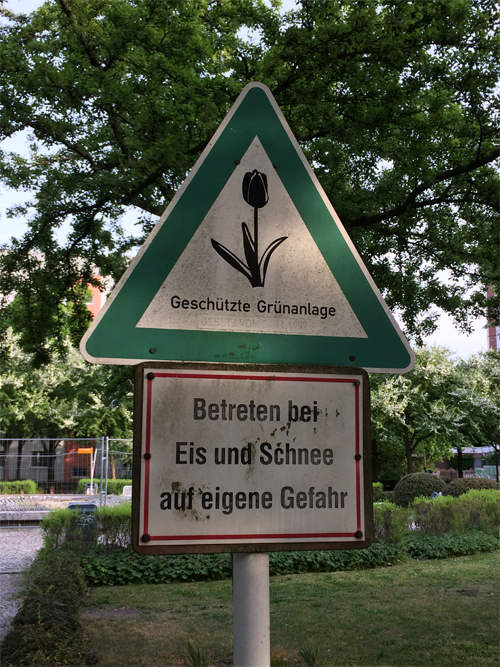 Geschützte Grünanlage
Betreten bei
Eis und Schnee
auf eigene Gefahr